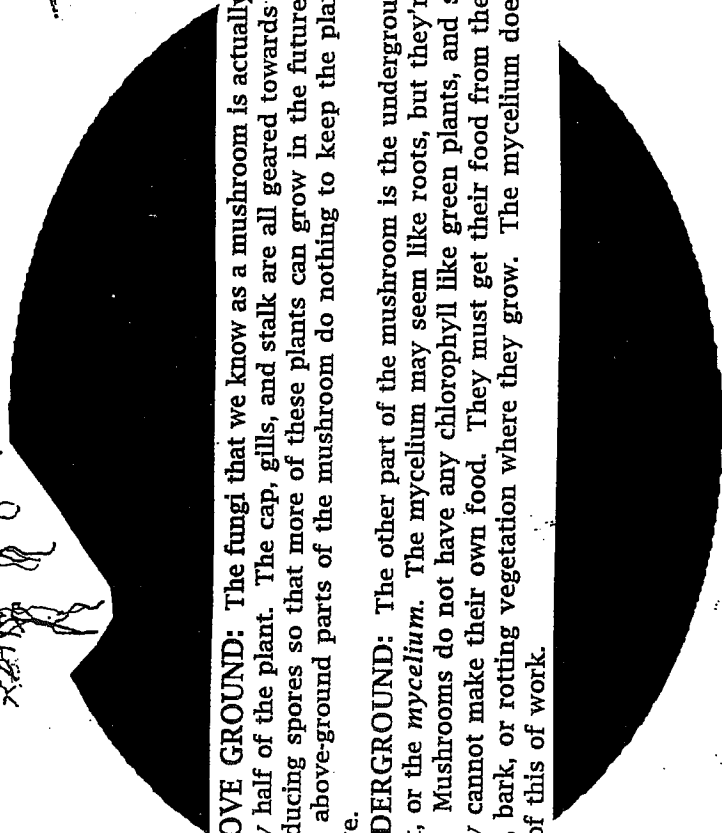 OVE GROUND: The fungi that we know as a mushroom is actually
y half of the plant. The cap, gills, and stalk are all geared towards
ducing spores so that more of these plants can grow in the future
above-ground parts of the mushroom do nothing to keep the pla
e.
DERGROUND: The other part of the mushroom is the undergrou
, or the mycelium. The mycelium may seem like roots, but they'r
Mushrooms do not have any chlorophyll like green plants, and s
y cannot make their own food. They must get their food from the
, bark, or rotting vegetation where they grow. The mycelium doe
of this of work.